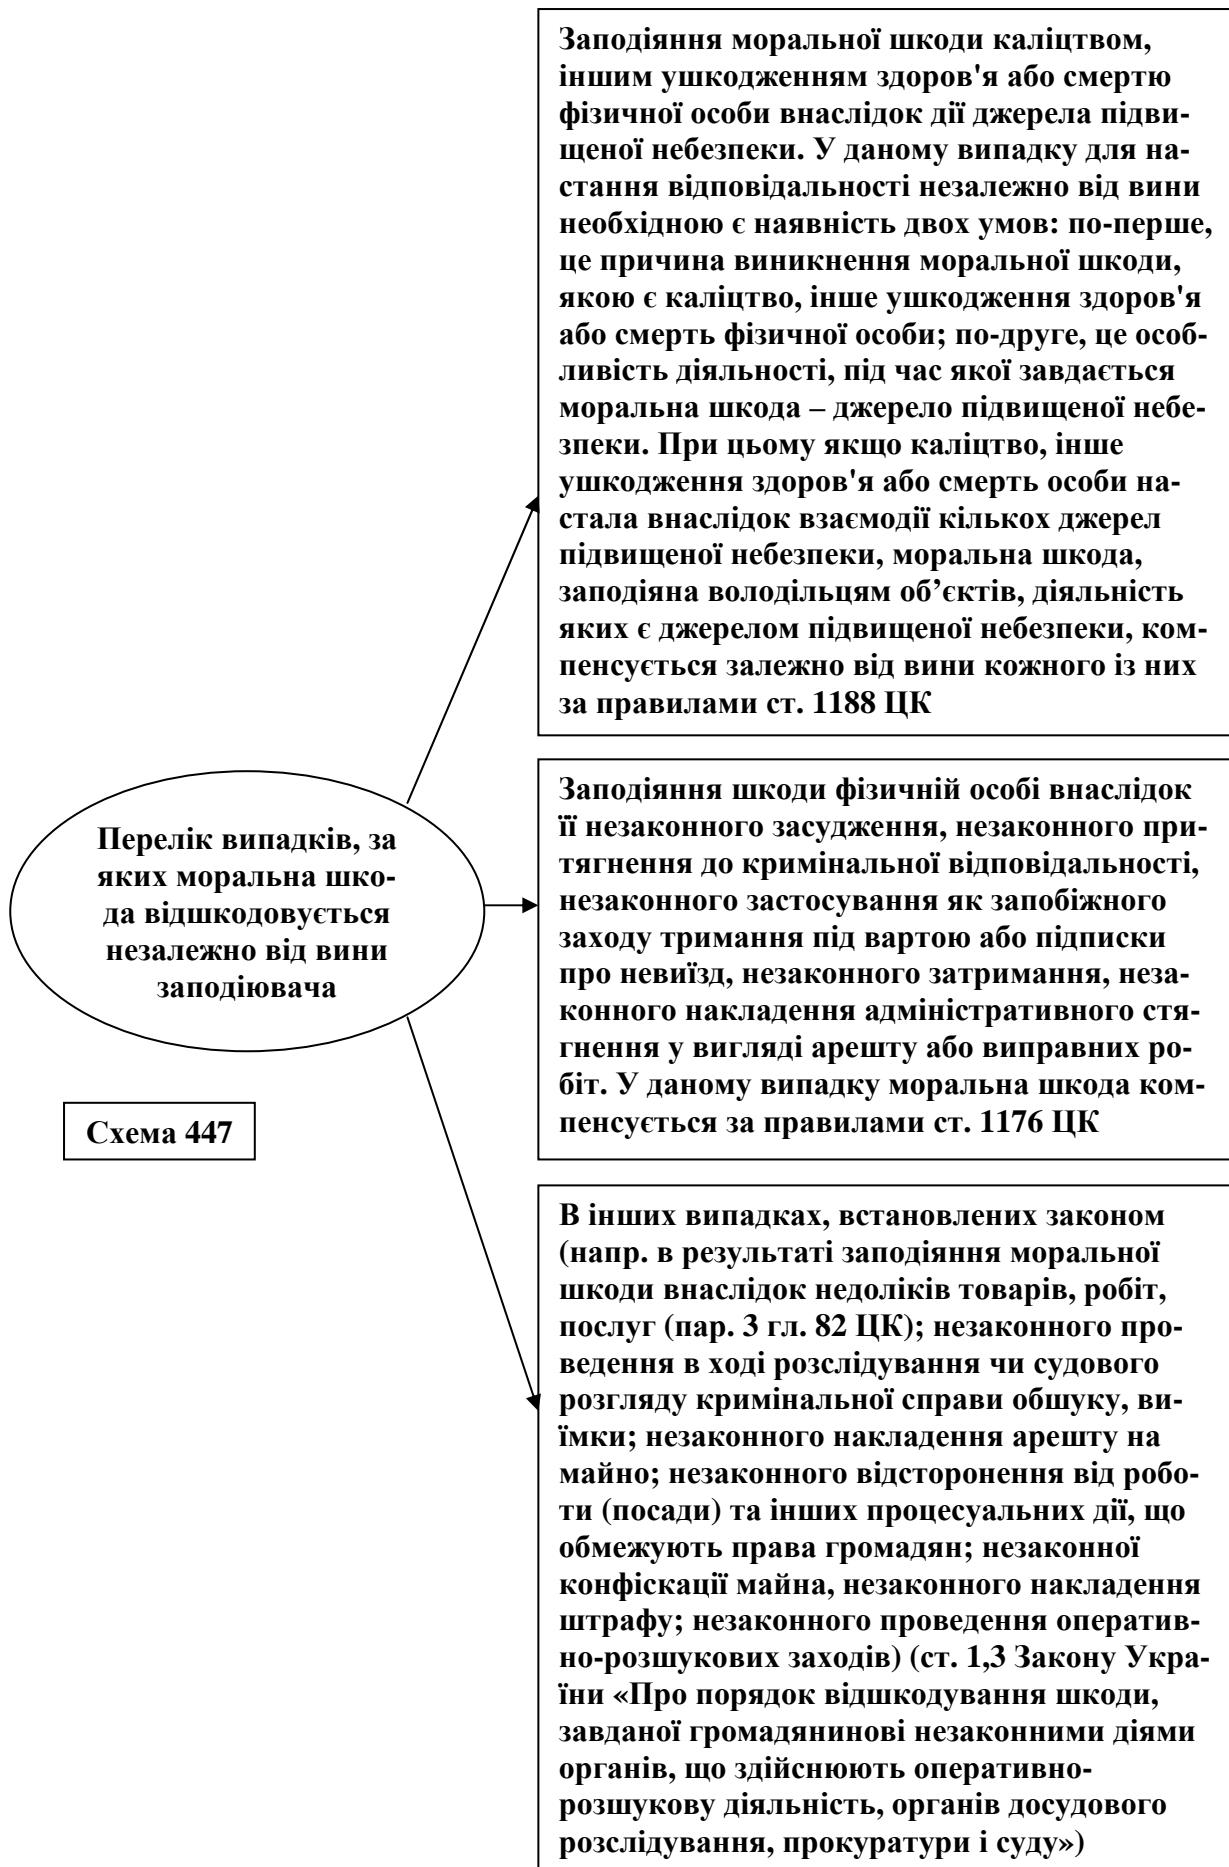 Заподіяння моральної шкоди каліцтвом,
іншим ушкодженням здоров'я або смертю
фізичної особи внаслідок дії джерела підви-
щеної небезпеки. У даному випадку для на-
стання відповідальності незалежно від вини
необхідною є наявність двох умов: по-перше,
це причина виникнення моральної шкоди,
якою є каліцтво, інше ушкодження здоров'я
або смерть фізичної особи; по-друге, це особ-
ливість діяльності, під час якої завдається
моральна шкода – джерело підвищеної небе-
зпеки. При цьому якщо каліцтво, інше
ушкодження здоров'я або смерть особи на-
стала внаслідок взаємодії кількох джерел
підвищеної небезпеки, моральна шкода,
заподіяна володільцям об’єктів, діяльність
яких є джерелом підвищеної небезпеки, ком-
пенсується залежно від вини кожного із них
за правилами ст. 1188 ЦК
Перелік випадків, за
яких моральна шко-
да відшкодовується
незалежно від вини
заподіювача
Схема 447
Заподіяння шкоди фізичній особі внаслідок
її незаконного засудження, незаконного при-
тягнення до кримінальної відповідальності,
незаконного застосування як запобіжного
заходу тримання під вартою або підписки
про невиїзд, незаконного затримання, неза-
конного накладення адміністративного стя-
гнення у вигляді арешту або виправних ро-
біт. У даному випадку моральна шкода ком-
пенсується за правилами ст. 1176 ЦК
В інших випадках, встановлених законом
(напр. в результаті заподіяння моральної
шкоди внаслідок недоліків товарів, робіт,
послуг (пар. 3 гл. 82 ЦК); незаконного про-
ведення в ході розслідування чи судового
розгляду кримінальної справи обшуку, ви-
їмки; незаконного накладення арешту на
майно; незаконного відсторонення від робо-
ти (посади) та інших процесуальних дії, що
обмежують права громадян; незаконної
конфіскації майна, незаконного накладення
штрафу; незаконного проведення оператив-
но-розшукових заходів) (ст. 1,3 Закону Укра-
їни «Про порядок відшкодування шкоди,
завданої громадянинові незаконними діями
органів, що здійснюють оперативно-
розшукову діяльність, органів досудового
розслідування, прокуратури і суду»)